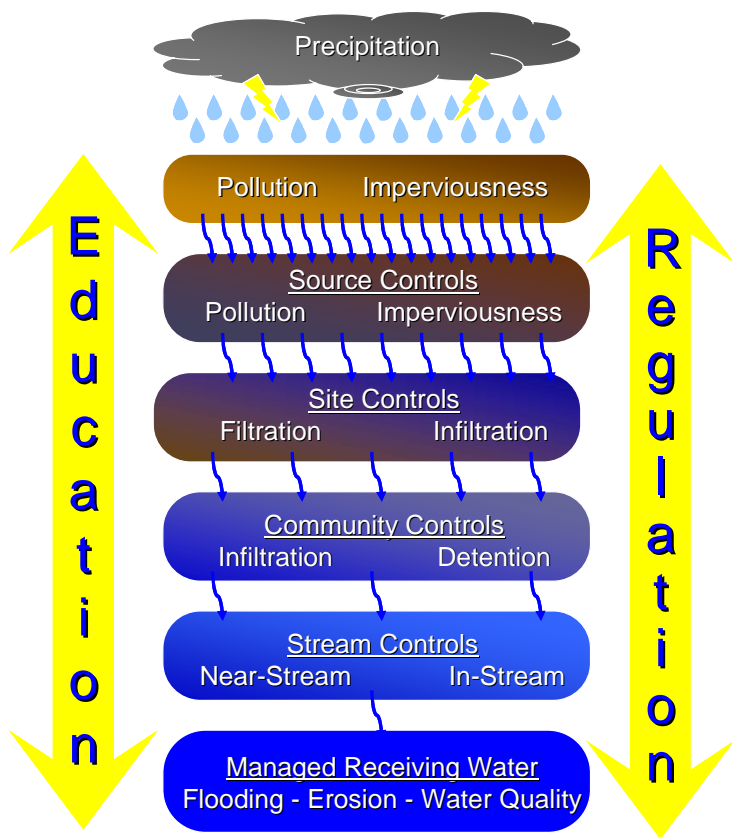 Precipitation
Pollution Imperviousness
Source Controls
Pollution Imperviousness
Site Controls
Filtration Infiltration
Community Controls
Infiltration Detention
Stream Controls
Near-Stream In-Stream
Managed Receiving Water
Flooding - Erosion - Water Quality
Education
Regulation